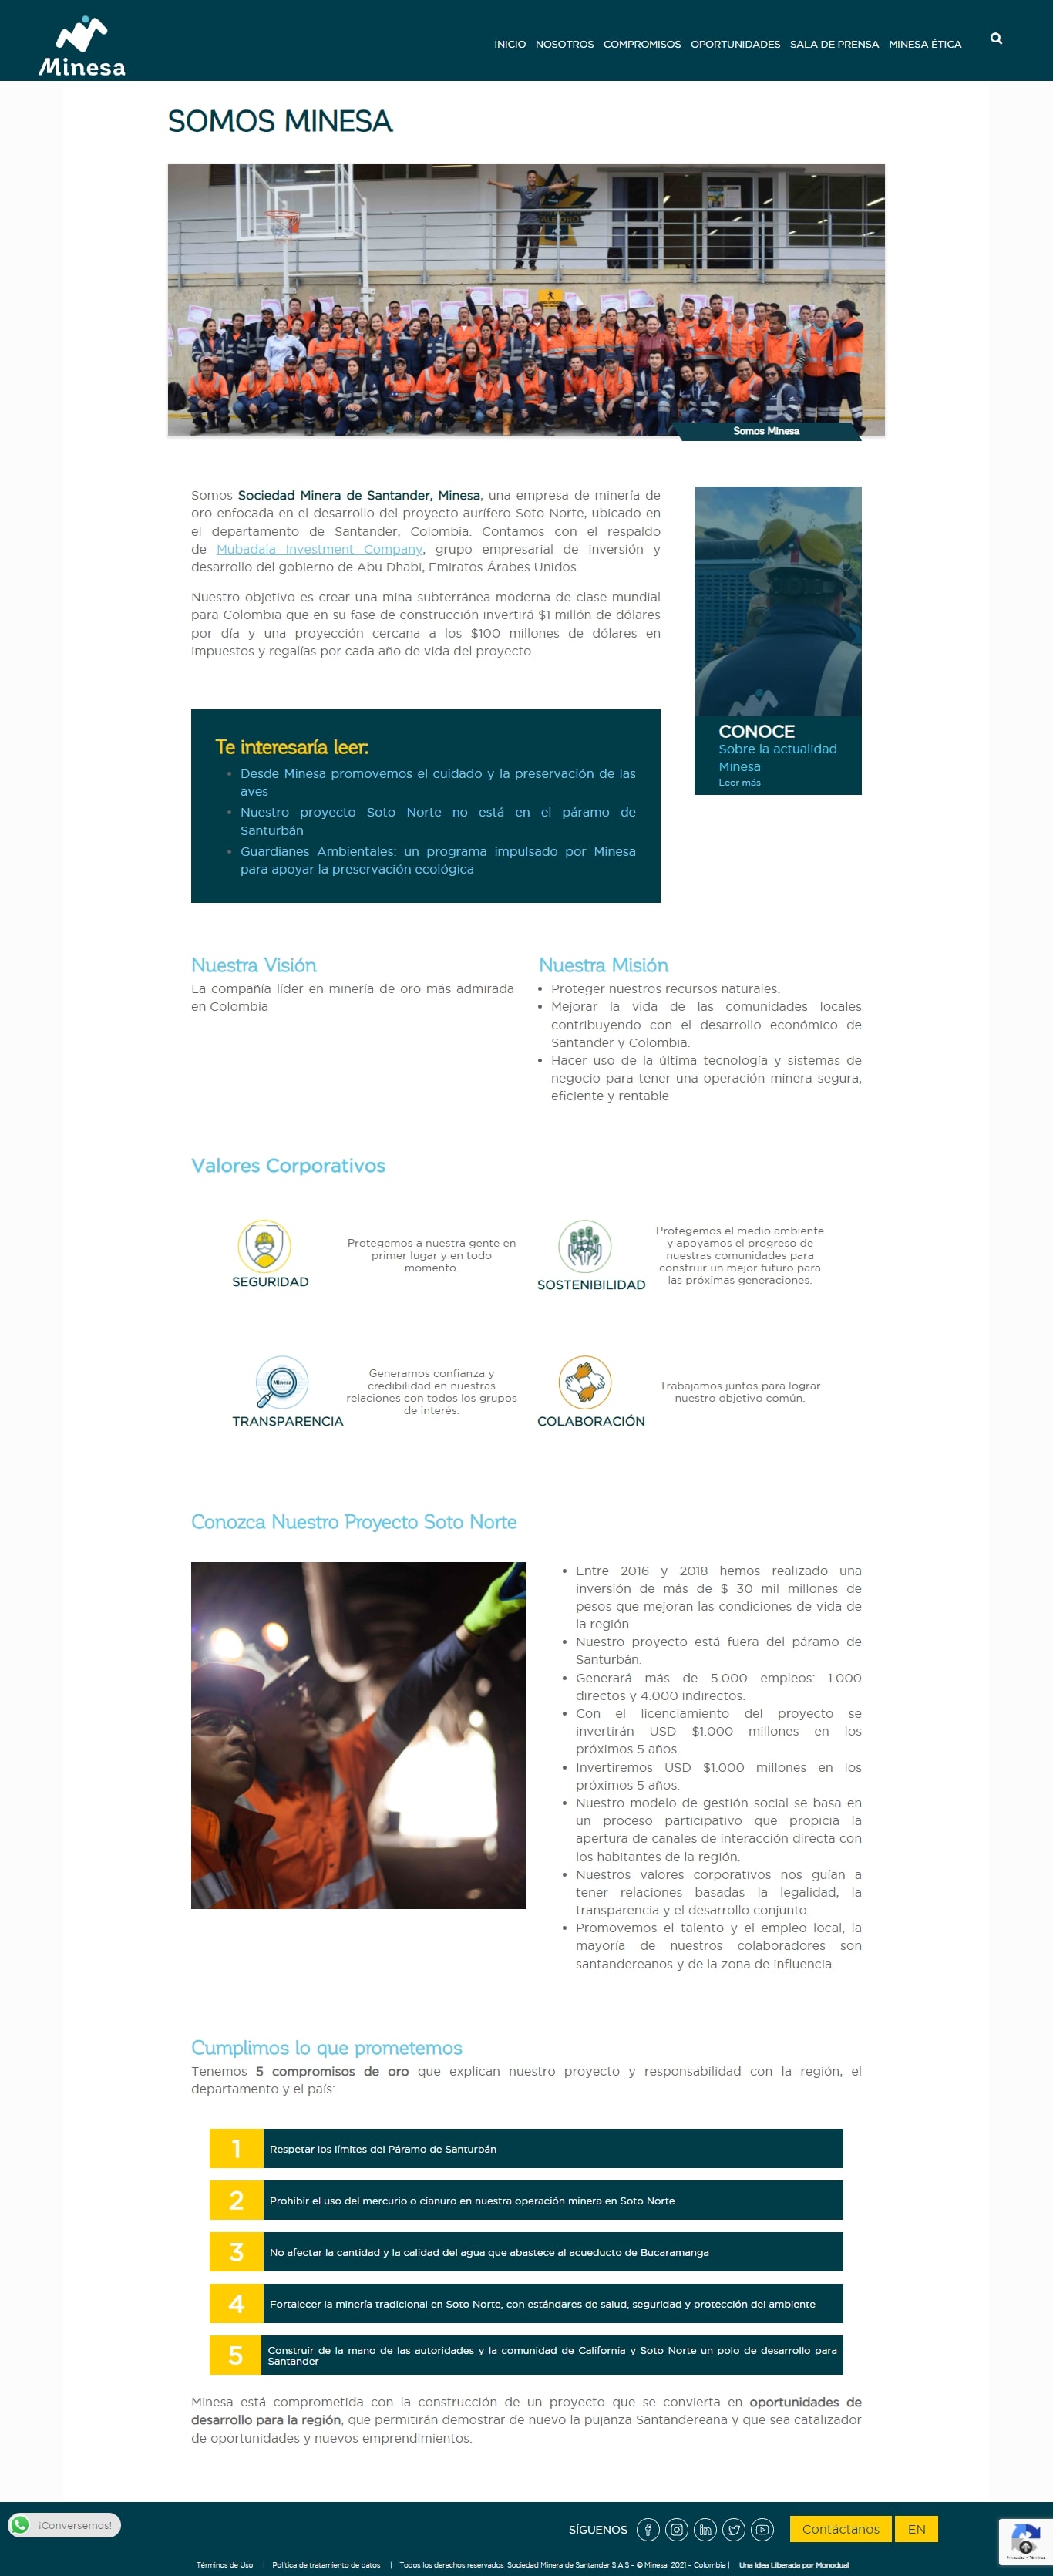 Minesa
INICIO NOSOTROS COMPROMISOS OPORTUNIDADES SALA DE PRENSA MINESA ÉTICA
SOMOS MINESA
Somos Minesa
Somos Sociedad Minera de Santander, Minesa, una empresa de minería de
oro enfocada en el desarrollo del proyecto aurífero Soto Norte, ubicado en
el departamento de Santander, Colombia. Contamos con el respaldo
de Mubadala Investment Company, grupo empresarial de inversión y
desarrollo del gobierno de Abu Dhabi, Emiratos Árabes Unidos.
Nuestro objetivo es crear una mina subterránea moderna de clase mundial
para Colombia que en su fase de construcción invertirá $1 millón de dólares
por día y una proyección cercana a los $100 millones de dólares en
impuestos y regalías por cada año de vida del proyecto.
CONOCE
Sobre la actualidad
Minesa
Leer más
Te interesaría leer:
Desde Minesa promovemos el cuidado y la preservación de las
aves
Nuestro proyecto Soto Norte no está en el páramo de
Santurbán
Guardianes Ambientales: un programa impulsado por Minesa
para apoyar la preservación ecológica
Nuestra Visión
La compañía líder en minería de oro más admirada
en Colombia
Nuestra Misión
• Proteger nuestros recursos naturales.
• Mejorar la vida de las comunidades locales
contribuyendo con el desarrollo económico de
Santander y Colombia.
• Hacer uso de la última tecnología y sistemas de
negocio para tener una operación minera segura,
eficiente y rentable
Valores Corporativos
SEGURIDAD
Protegemos a nuestra gente en
primer lugar y en todo
momento.
SOSTENIBILIDAD
Protegemos el medio ambiente
y apoyamos el progreso de
nuestras comunidades para
construir un mejor futuro para
las próximas generaciones.
Minesa
TRANSPARENCIA
Generamos confianza y
credibilidad en nuestras
relaciones con todos los grupos
de interés.
COLABORACIÓN
Trabajamos juntos para lograr
nuestro objetivo común.
Conozca Nuestro Proyecto Soto Norte
• Entre 2016 y 2018 hemos realizado una
inversión de más de $ 30 mil millones de
pesos que mejoran las condiciones de vida de
la región.
• Nuestro proyecto está fuera del páramo de
Santurbán.
• Generará más de 5.000 empleos: 1.000
directos y 4.000 indirectos.
• Con el licenciamiento del proyecto se
invertirán USD $1.000 millones en los
próximos 5 años.
• Invertiremos USD $1.000 millones en los
próximos 5 años.
• Nuestro modelo de gestión social se basa en
un proceso participativo que propicia la
apertura de canales de interacción directa con
los habitantes de la región.
• Nuestros valores corporativos nos guían a
tener relaciones basadas la legalidad, la
transparencia y el desarrollo conjunto.
• Promovemos el talento y el empleo local, la
mayoría de nuestros colaboradores son
santandereanos y de la zona de influencia.
Cumplimos lo que prometemos
Tenemos 5 compromisos de oro que explican nuestro proyecto y responsabilidad con la región, el
departamento y el país:
1 Respetar los límites del Páramo de Santurbán
2 Prohibir el uso del mercurio o cianuro en nuestra operación minera en Soto Norte
3 No afectar la cantidad y la calidad del agua que abastece al acueducto de Bucaramanga
4 Fortalecer la minería tradicional en Soto Norte, con estándares de salud, seguridad y protección del ambiente
5 Construir de la mano de las autoridades y la comunidad de California y Soto Norte un polo de desarrollo para
Santander
Minesa está comprometida con la construcción de un proyecto que se convierta en oportunidades de
desarrollo para la región, que permitirán demostrar de nuevo la pujanza Santandereana y que sea catalizador
de oportunidades y nuevos emprendimientos.
¡Conversemos!
SÍGUENOS
Contáctanos EN
Privacidad - Términos
Términos de Uso | Política de tratamiento de datos | Todos los derechos reservados, Sociedad Minera de Santander S.A.S – © Minesa, 2021 – Colombia | Una Idea Liberada por Monodual